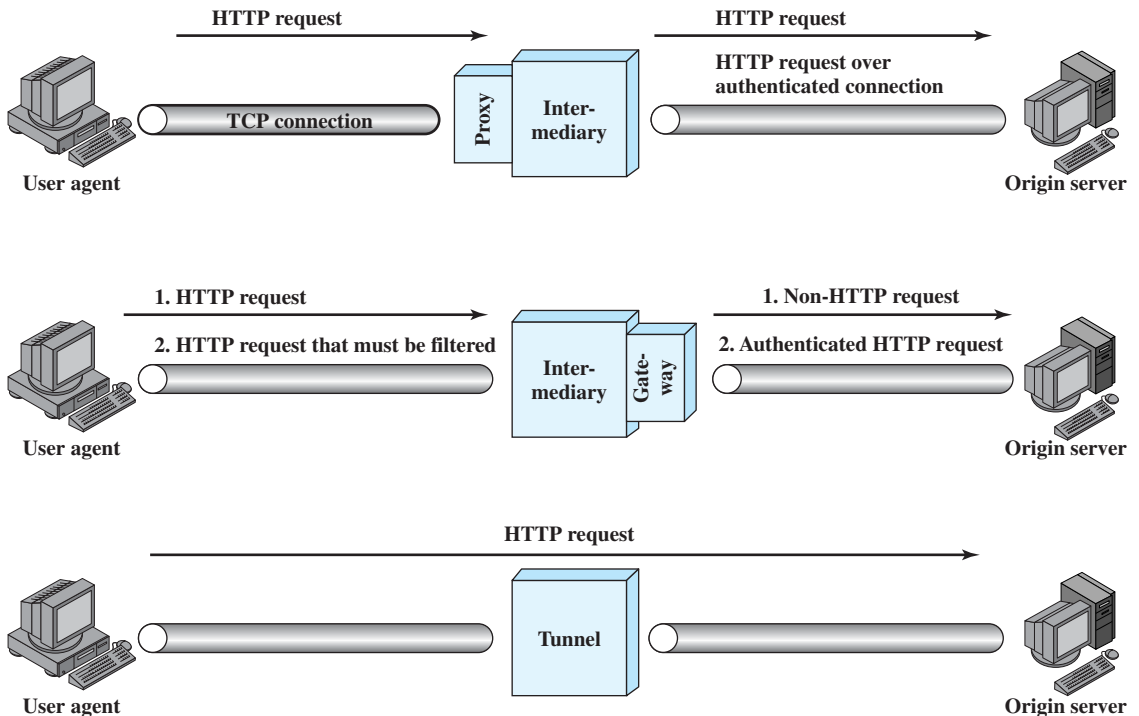 HTTP request
HTTP request
HTTP request over
authenticated connection
TCP connection
Proxy
Inter-
mediary
User agent
Origin server
1. HTTP request
1. Non-HTTP request
2. HTTP request that must be filtered
2. Authenticated HTTP request
Inter-
mediary
Gate-
way
User agent
Origin server
HTTP request
Tunnel
User agent
Origin server